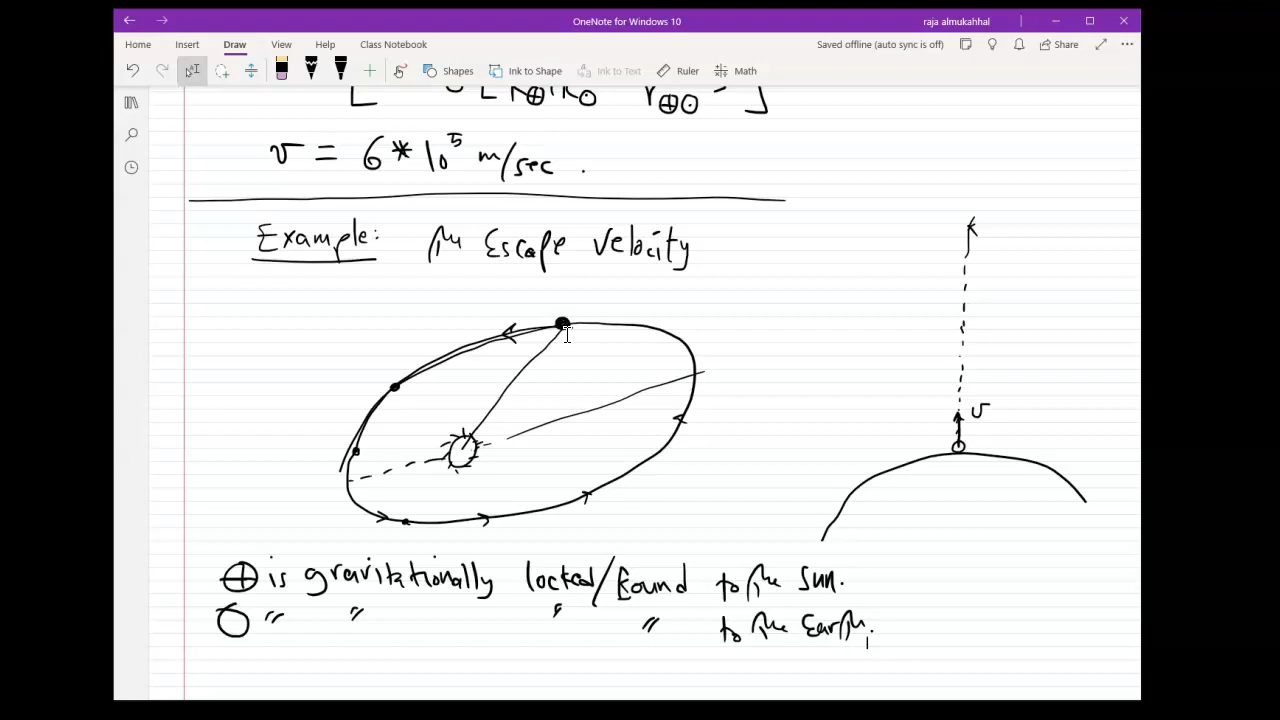 OneNote for Windows 10
raja almukahhal
Home Insert Draw View Help Class Notebook
Saved offline (auto sync is off)
Share
Shapes Ink to Shape Ink to Text Ruler Math
v = 6 * 10^5 m/sec .
Example: The Escape Velocity
v
⊕ is gravitationally locked/bound to the Sun.
○ " " " " to the Earth.